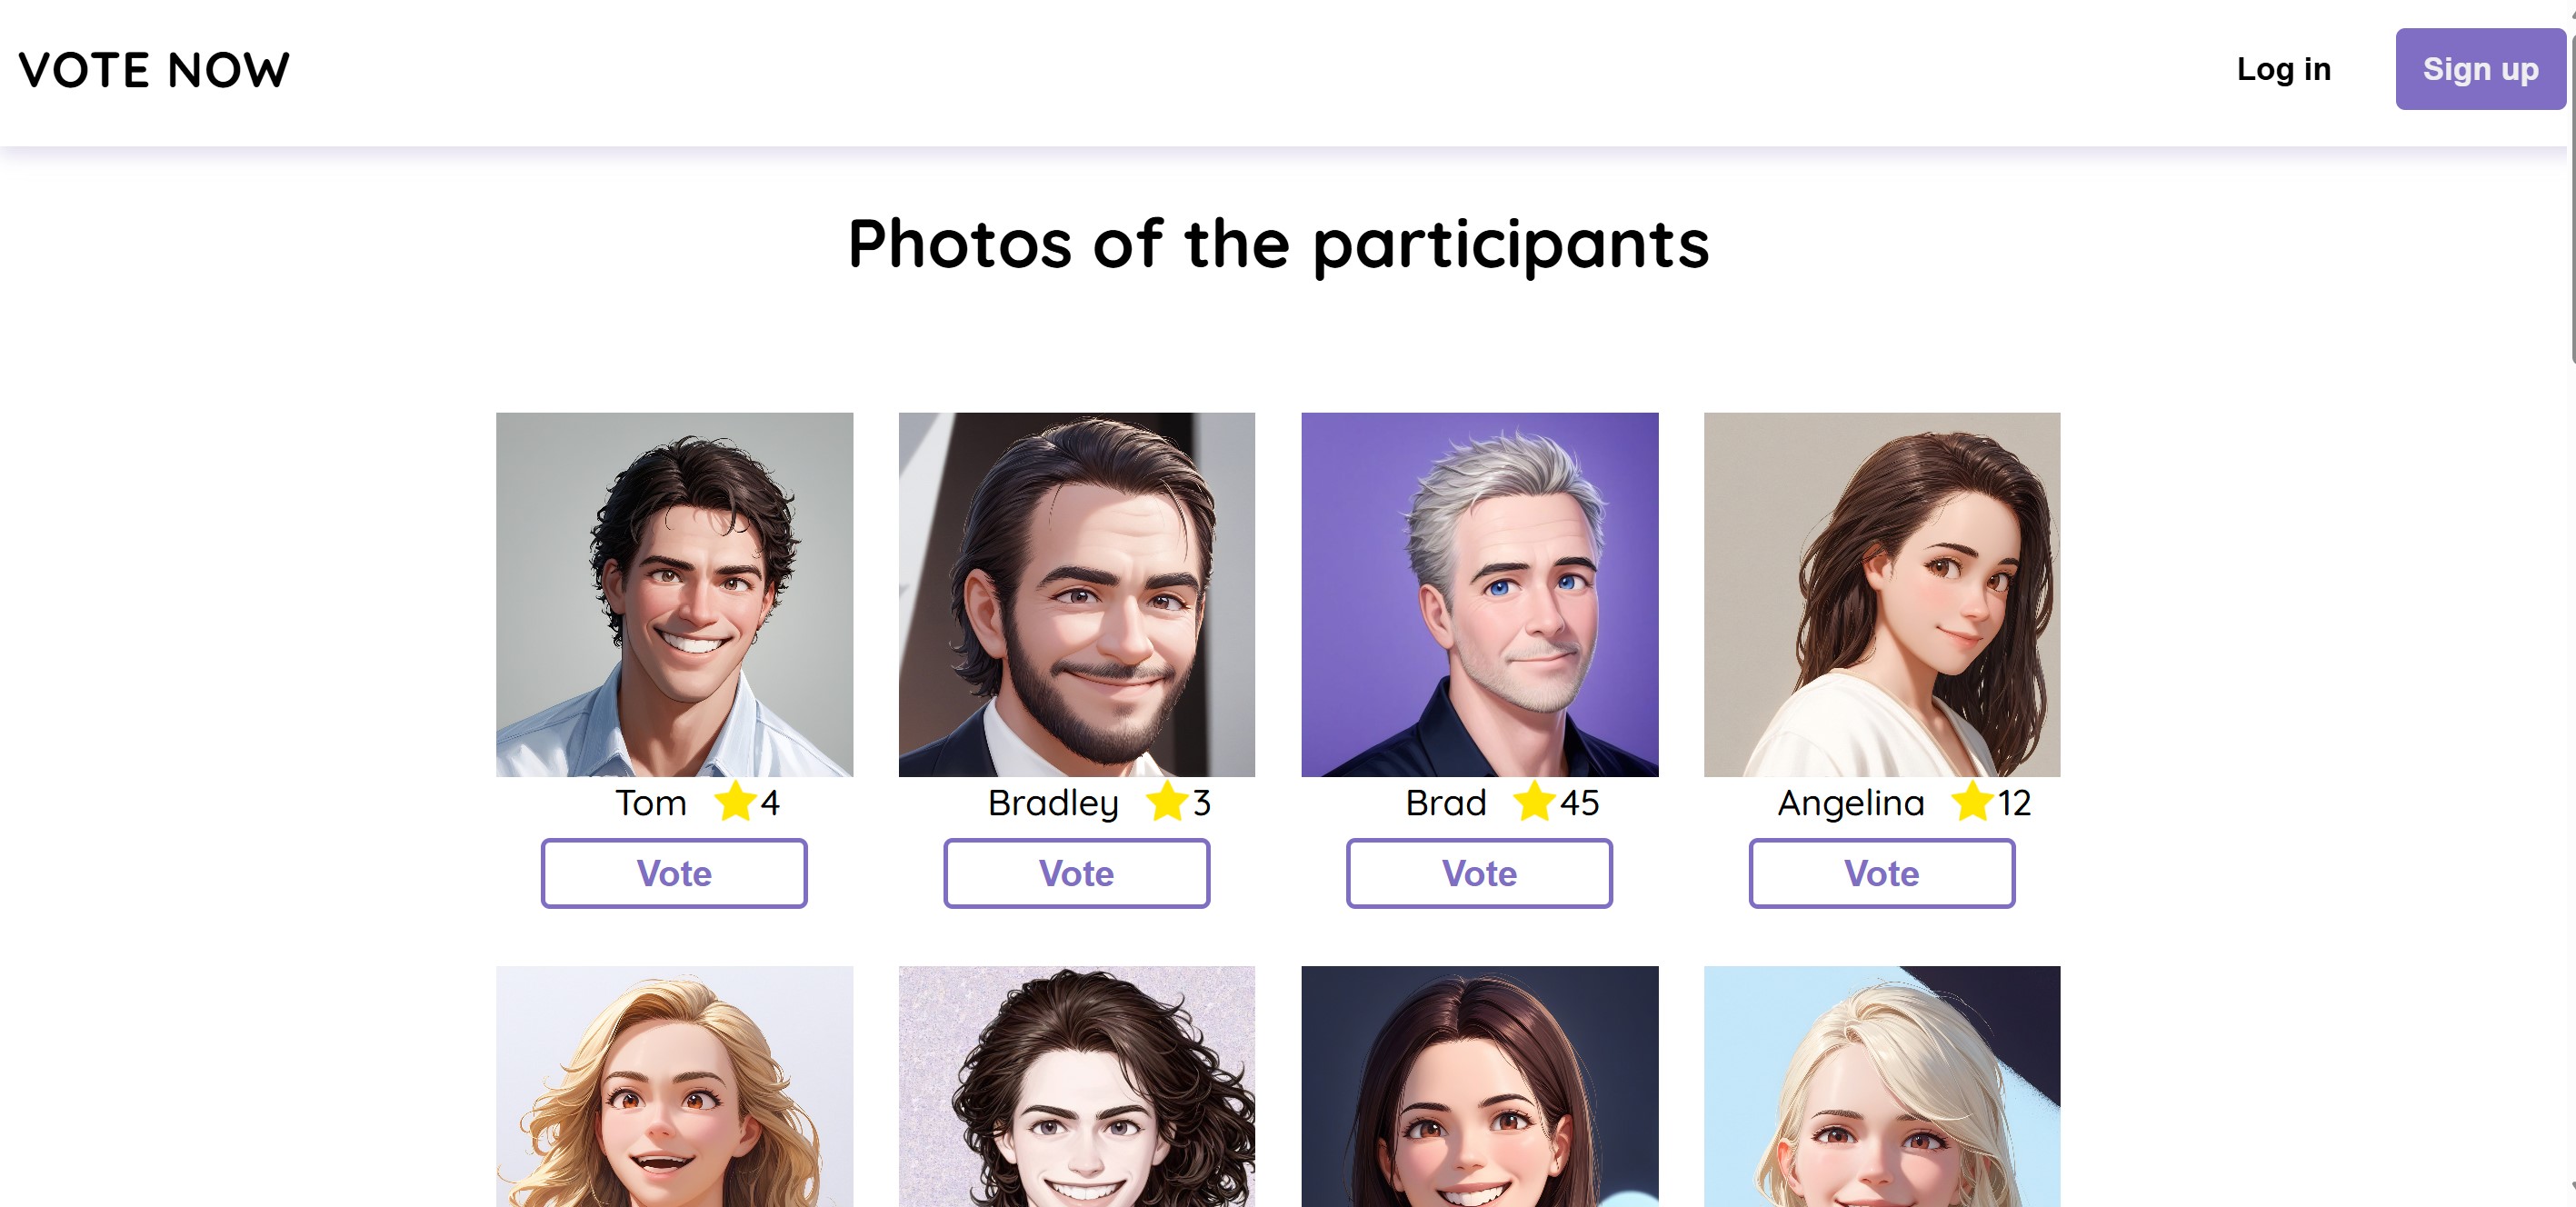 VOTE NOW
Log in
Sign up
Photos of the participants
Tom 4
Bradley 3
Brad 45
Angelina 12
Vote
Vote
Vote
Vote